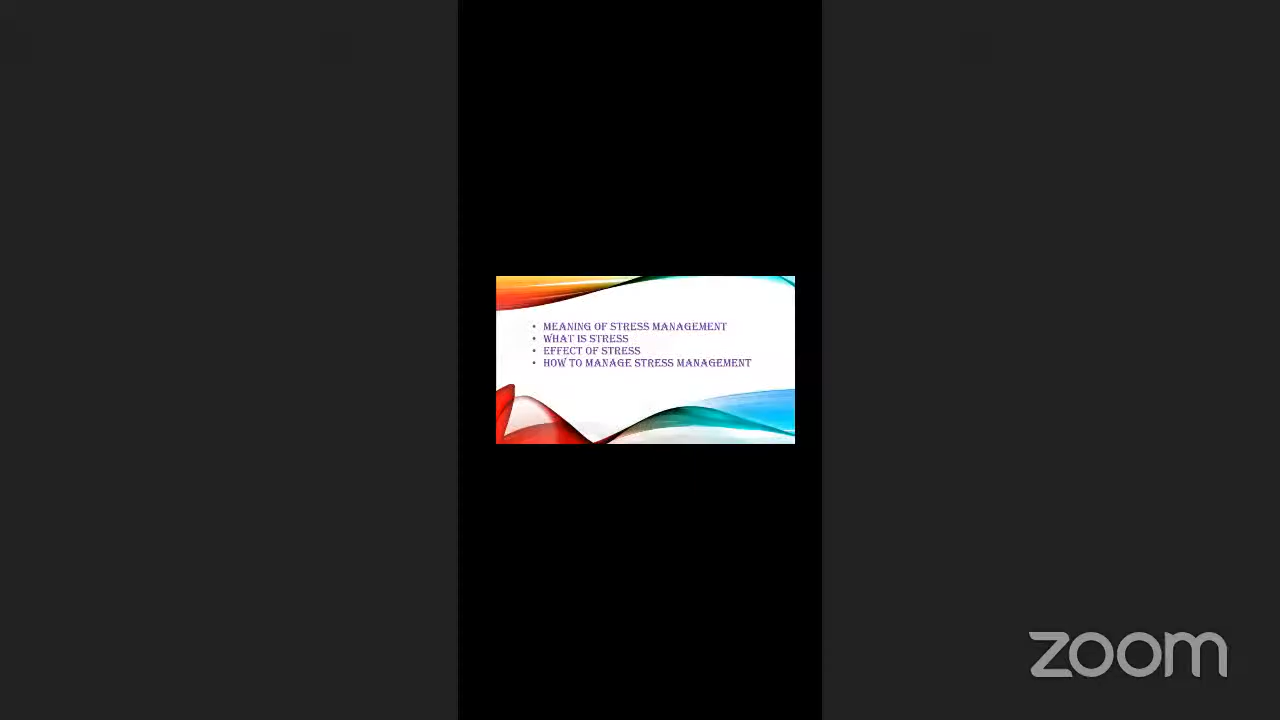 • MEANING OF STRESS MANAGEMENT
• WHAT IS STRESS
• EFFECT OF STRESS
• HOW TO MANAGE STRESS MANAGEMENT
zoom